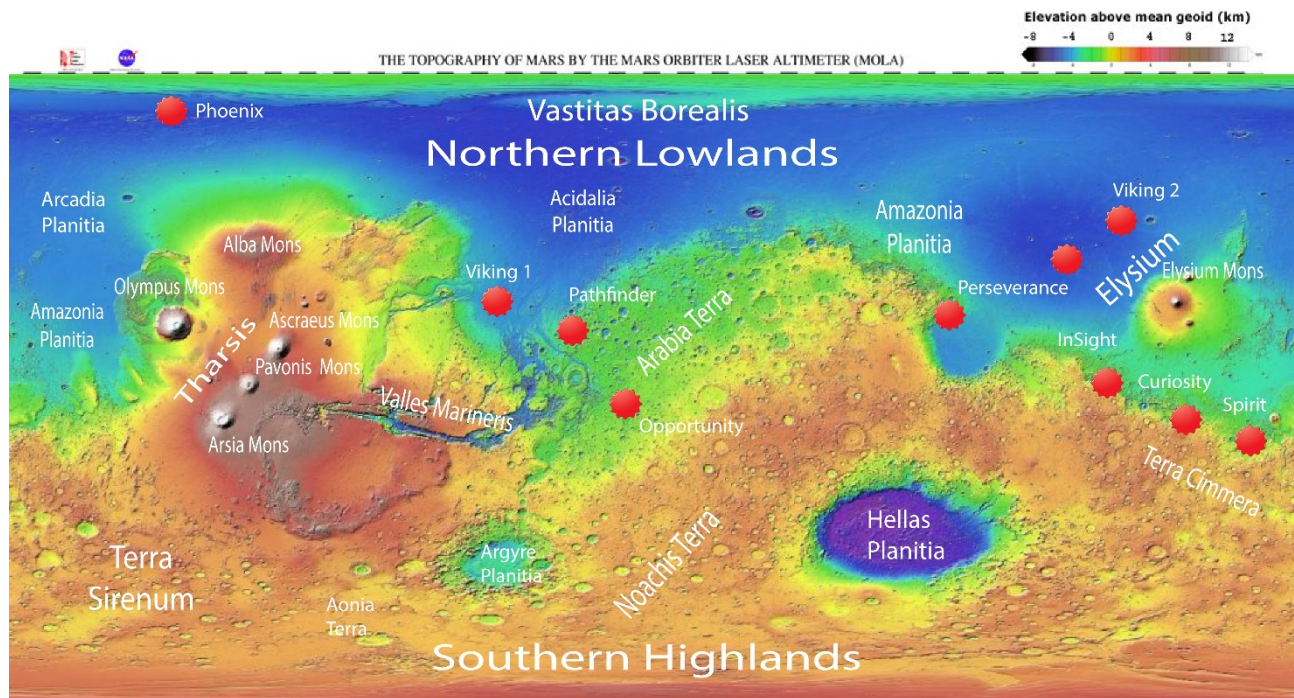 Elevation above mean geoid (km)
-8 -4 0 4 8 12
THE TOPOGRAPHY OF MARS BY THE MARS ORBITER LASER ALTIMETER (MOLA)
NASA
Phoenix
Vastitas Borealis
Northern Lowlands
Arcadia
Planitia
Acidalia
Planitia
Amazonia
Planitia
Viking 2
Alba Mons
Elysium
Elysium Mons
Olympus Mons
Viking 1
Pathfinder
Perseverance
Amazonia
Planitia
Tharsis
Ascraeus Mons
Arabia Terra
InSight
Pavonis Mons
Curiosity
Valles Marineris
Spirit
Arsia Mons
Opportunity
Terra Cimmera
Hellas
Planitia
Terra
Sirenum
Argyre
Planitia
Noachis Terra
Aonia
Terra
Southern Highlands